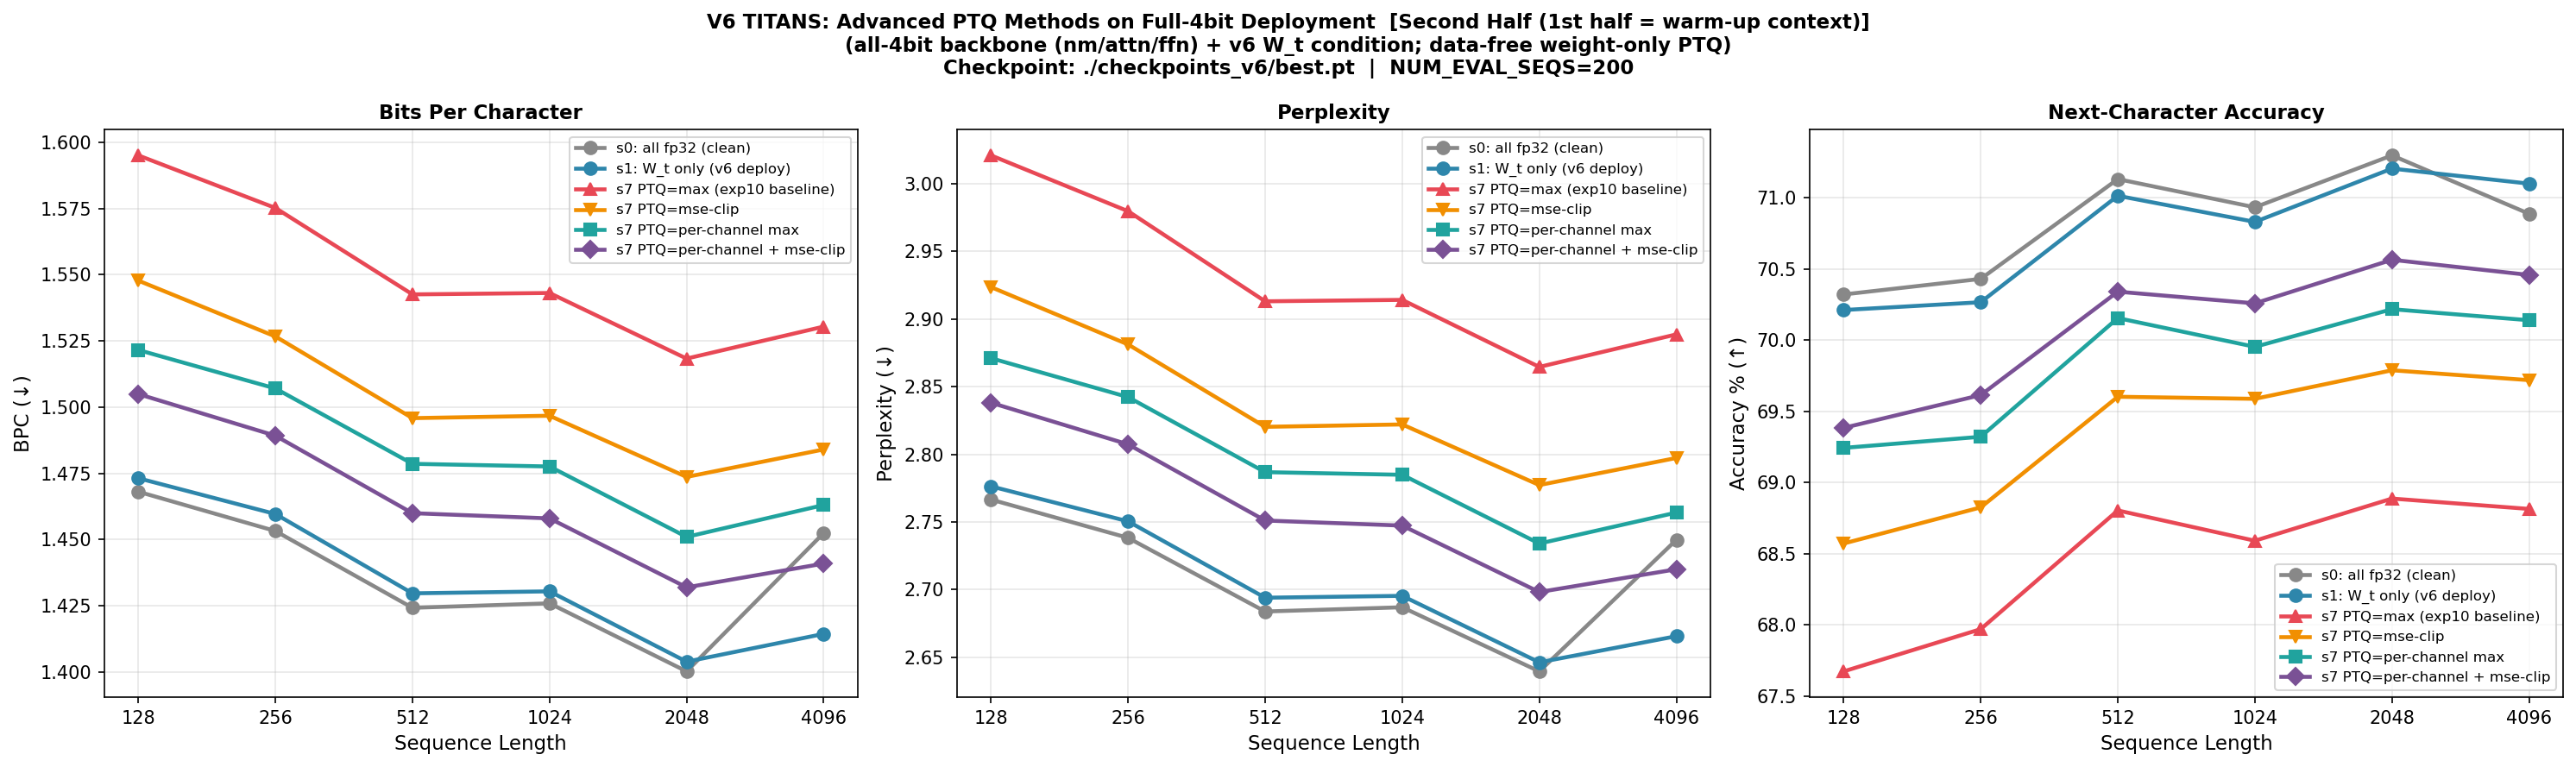 V6 TITANS: Advanced PTQ Methods on Full-4bit Deployment  [Second Half (1st half = warm-up context)]
(all-4bit backbone (nm/attn/ffn) + v6 W_t condition; data-free weight-only PTQ)
Checkpoint: ./checkpoints_v6/best.pt  |  NUM_EVAL_SEQS=200
Bits Per Character
1.600
1.575
1.550
1.525
1.500
1.475
1.450
1.425
1.400
BPC (↓)
s0: all fp32 (clean)
s1: W_t only (v6 deploy)
s7 PTQ=max (exp10 baseline)
s7 PTQ=mse-clip
s7 PTQ=per-channel max
s7 PTQ=per-channel + mse-clip
128 256 512 1024 2048 4096
Sequence Length
Perplexity
3.00
2.95
2.90
2.85
2.80
2.75
2.70
2.65
Perplexity (↓)
s0: all fp32 (clean)
s1: W_t only (v6 deploy)
s7 PTQ=max (exp10 baseline)
s7 PTQ=mse-clip
s7 PTQ=per-channel max
s7 PTQ=per-channel + mse-clip
128 256 512 1024 2048 4096
Sequence Length
Next-Character Accuracy
71.0
70.5
70.0
69.5
69.0
68.5
68.0
67.5
Accuracy % (↑)
s0: all fp32 (clean)
s1: W_t only (v6 deploy)
s7 PTQ=max (exp10 baseline)
s7 PTQ=mse-clip
s7 PTQ=per-channel max
s7 PTQ=per-channel + mse-clip
128 256 512 1024 2048 4096
Sequence Length